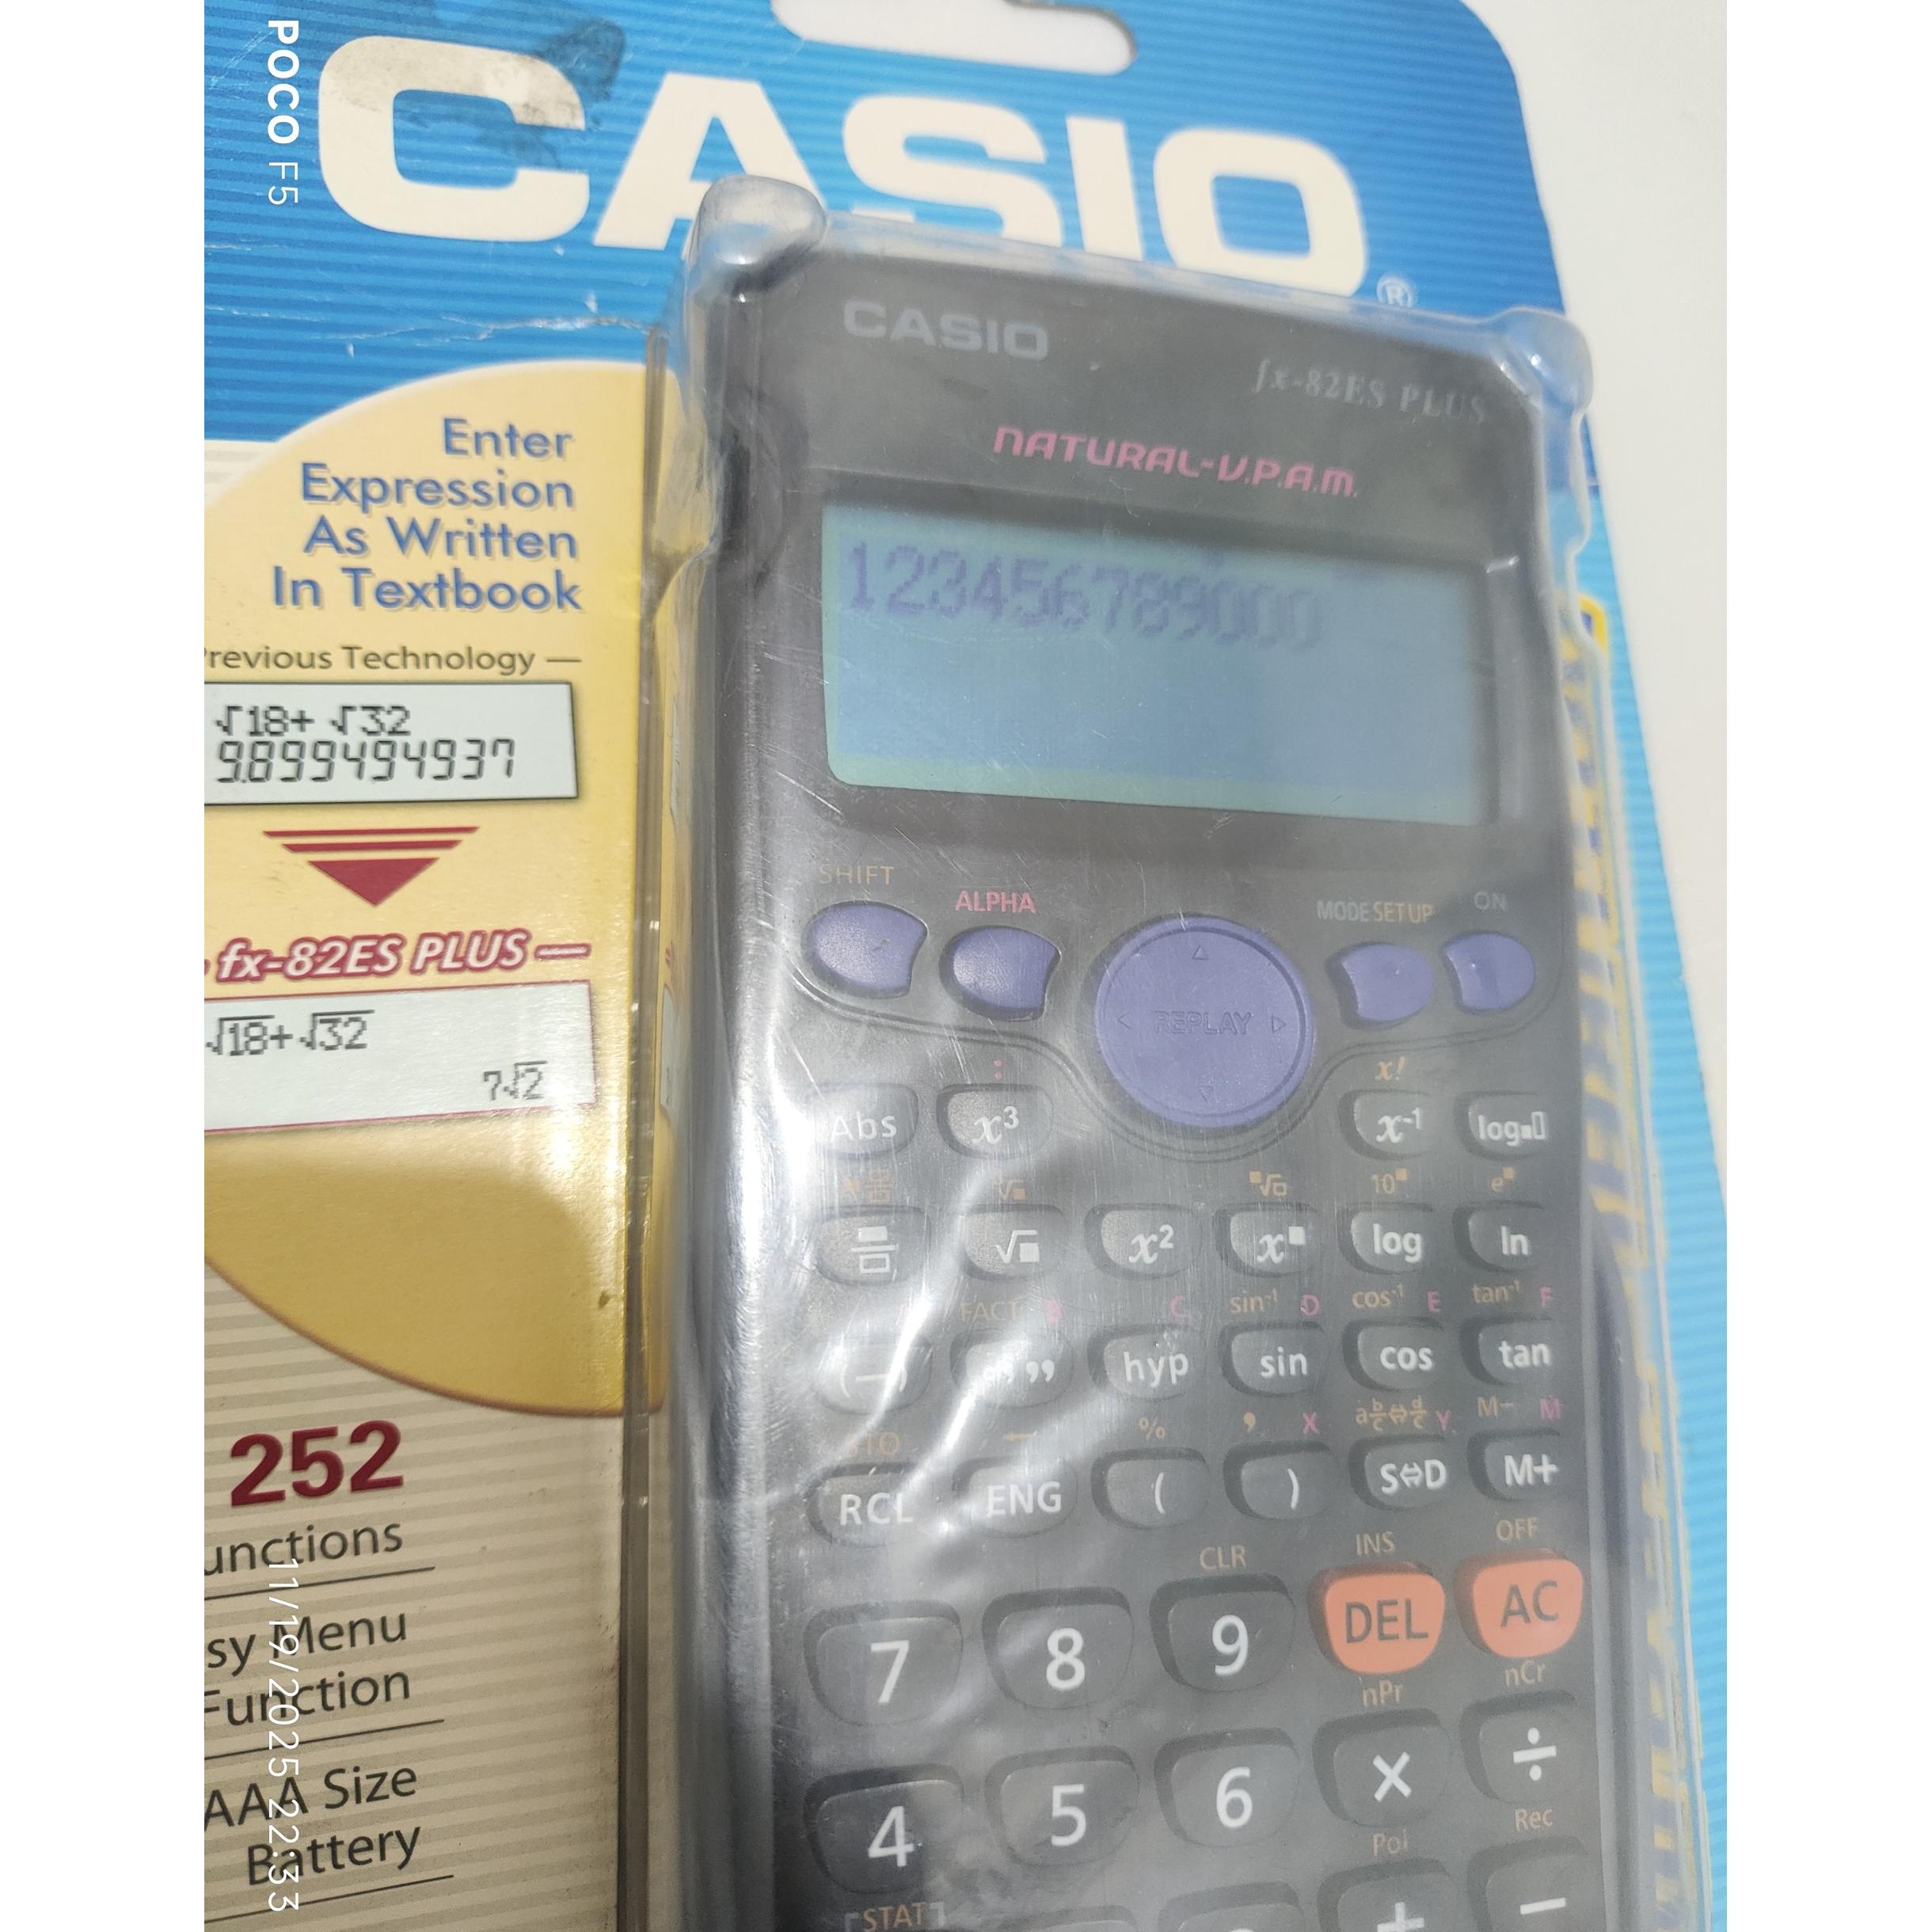 CASIO®
POCO F5
Enter
Expression
As Written
In Textbook
Previous Technology —
√18+ √32
9.899494937
fx-82ES PLUS —
√18+√32
7√2
252
unctions
sy Menu
Function
AAA Size
Battery
11/19/2025 22:33
CASIO
fx-82ES PLUS
NATURAL-V.P.A.M.
123456789000
SHIFT
ALPHA
MODE SETUP
ON
REPLAY
: x!
Abs x³ x⁻¹ log■□
√■ ■√□ 10■ e■
√■ x² x■ log ln
FACT B C sin⁻¹ D cos⁻¹ E tan⁻¹ F
(—) ,,, hyp sin cos tan
STO ← % , X a b/c⇔d/c Y M− M
RCL ENG ( ) S⇔D M+
CLR INS OFF
7 8 9 DEL AC
nPr nCr
4 5 6 × ÷
Pol Rec
STAT
+ −